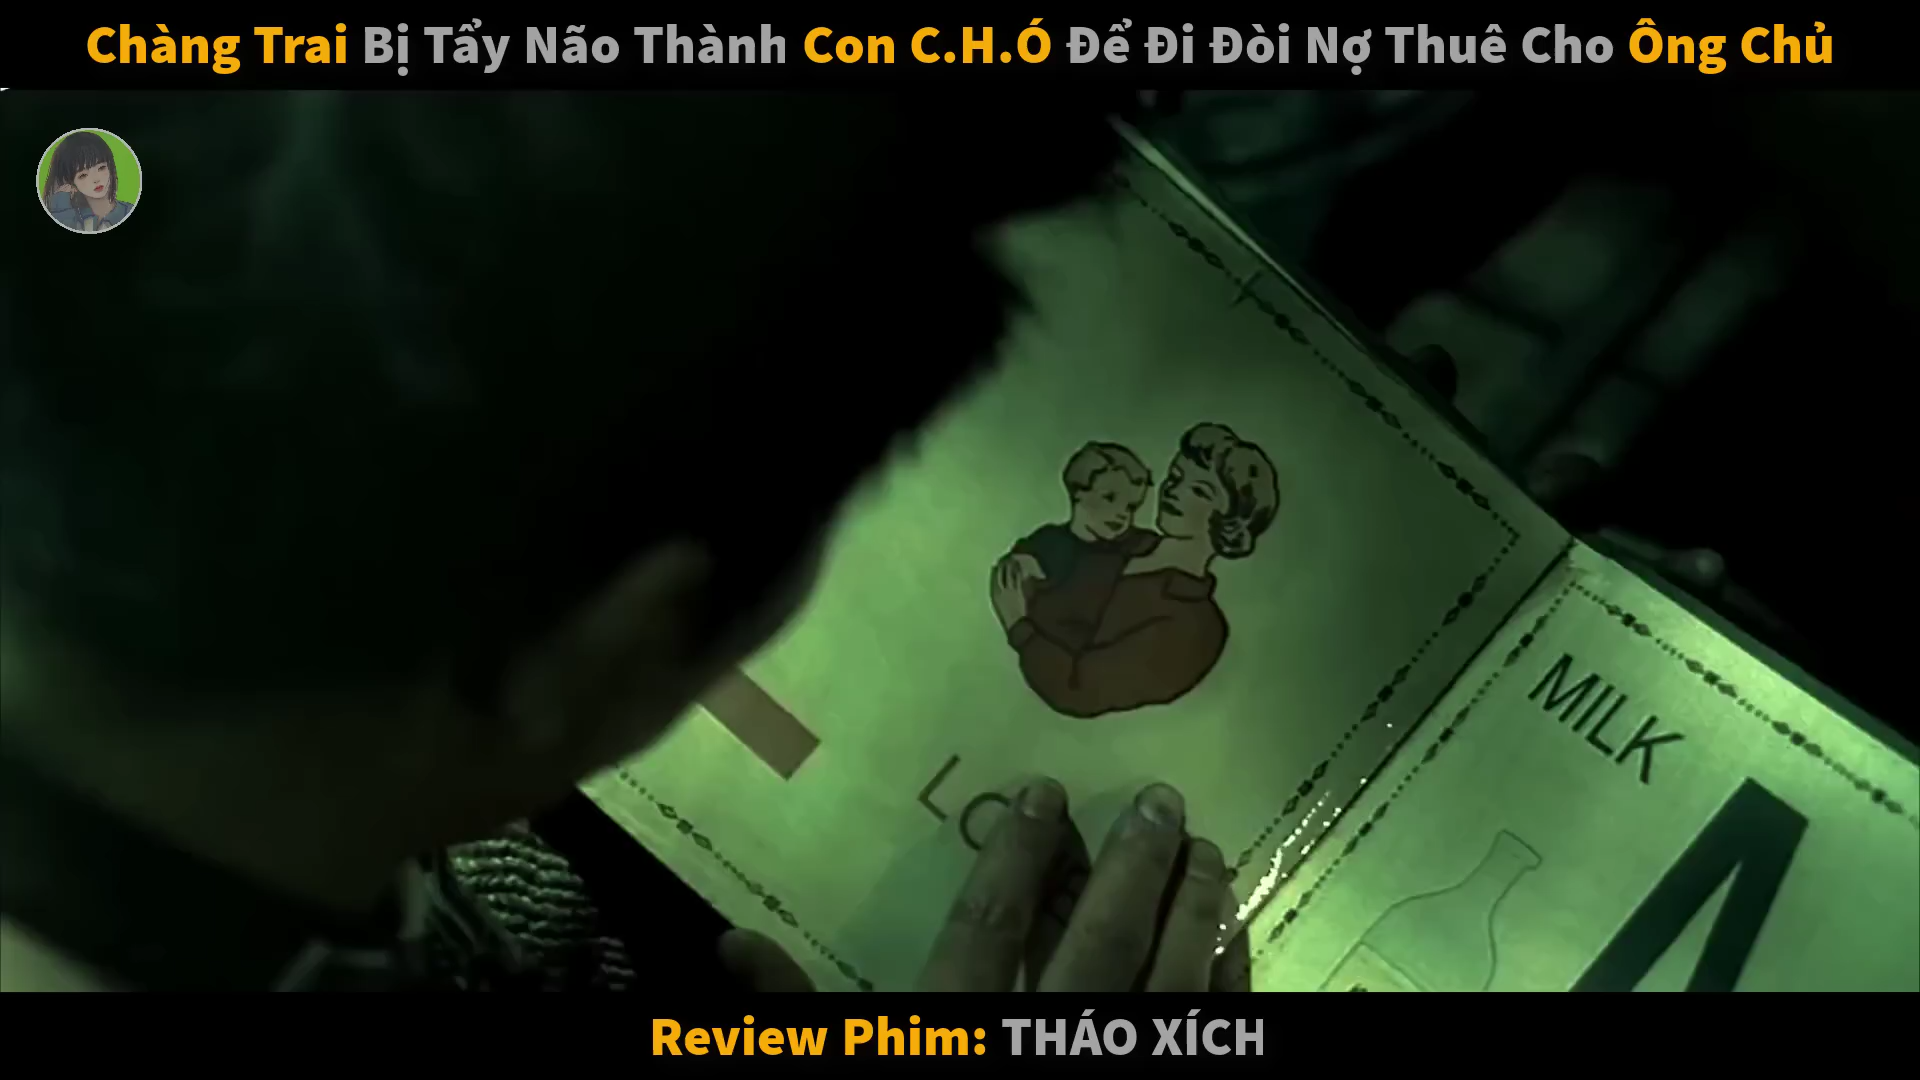 Chàng Trai Bị Tẩy Não Thành Con C.H.Ó Để Đi Đòi Nợ Thuê Cho Ông Chủ
MILK
Review Phim: THÁO XÍCH